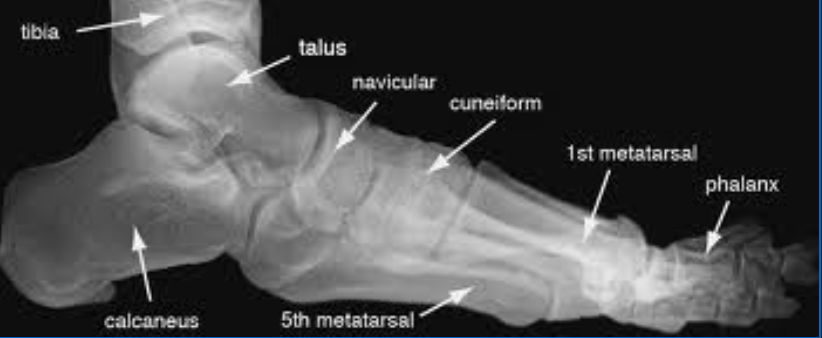 tibia
talus
navicular
cuneiform
1st metatarsal
phalanx
calcaneus
5th metatarsal